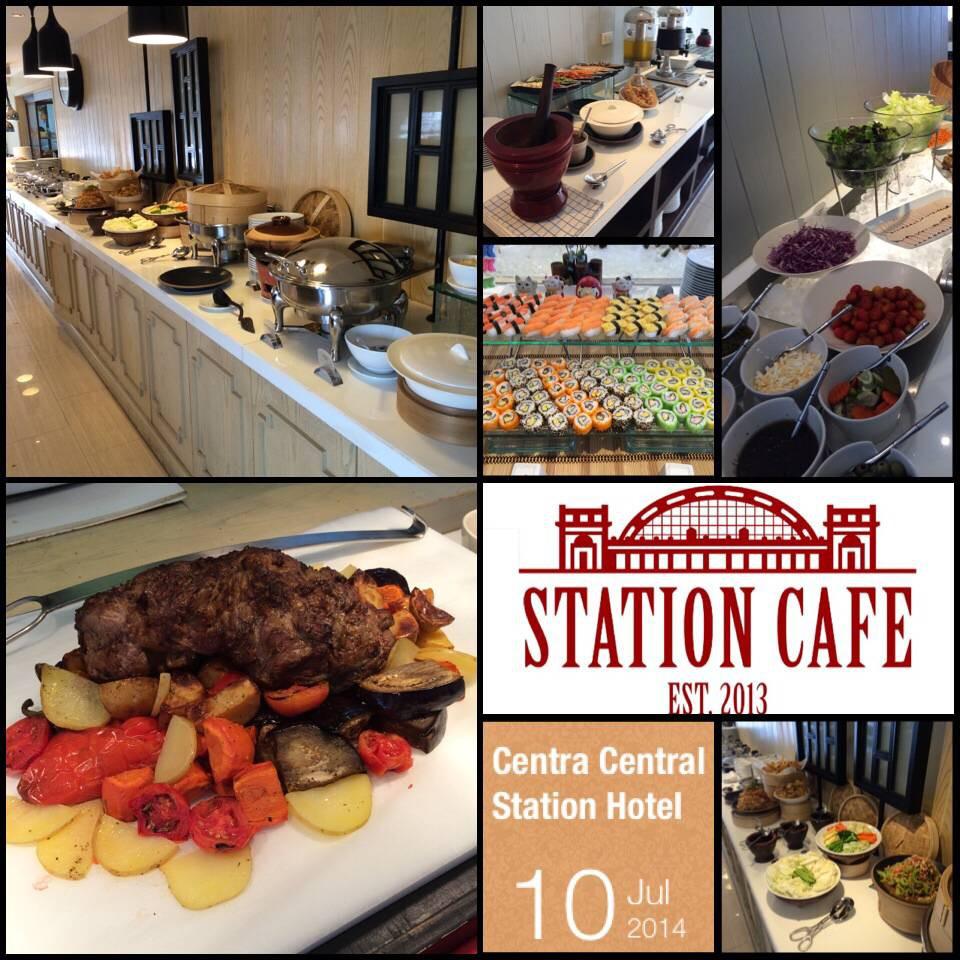 STATION CAFE
EST. 2013
Centra Central
Station Hotel
10 Jul
2014